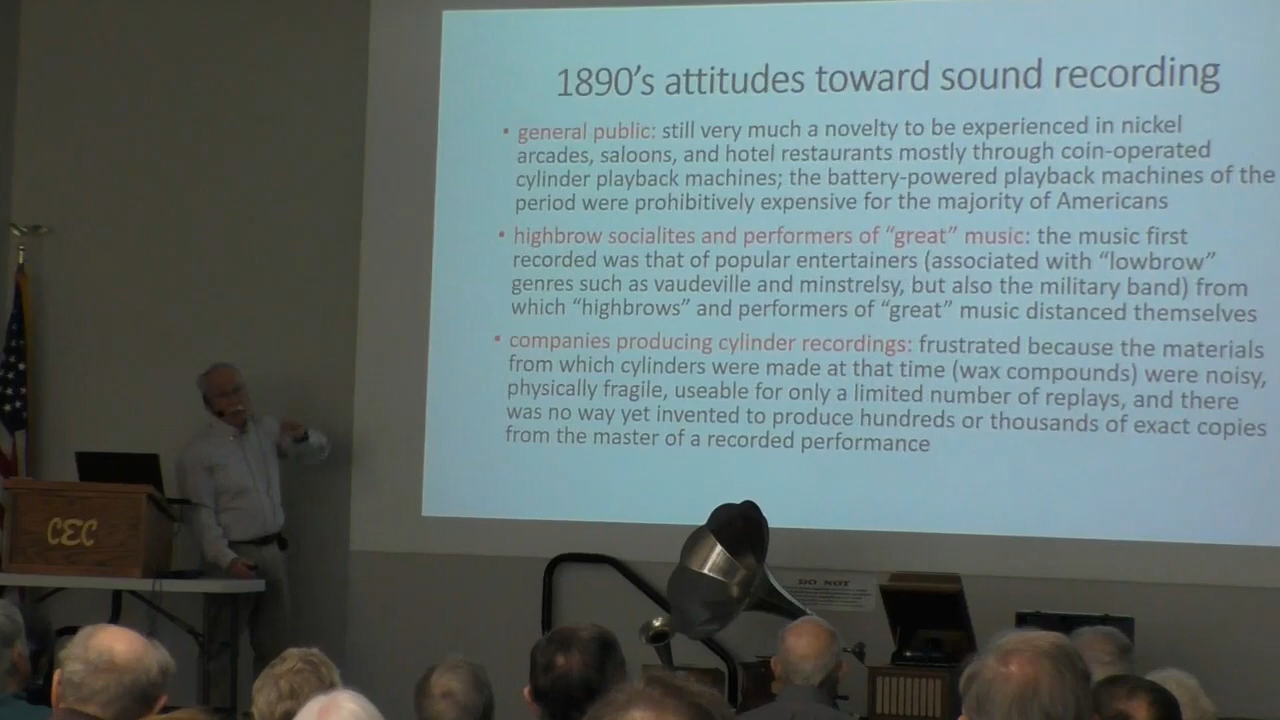 1890's attitudes toward sound recording
• general public: still very much a novelty to be experienced in nickel
arcades, saloons, and hotel restaurants mostly through coin-operated
cylinder playback machines; the battery-powered playback machines of the
period were prohibitively expensive for the majority of Americans
• highbrow socialites and performers of “great” music: the music first
recorded was that of popular entertainers (associated with “lowbrow”
genres such as vaudeville and minstrelsy, but also the military band) from
which “highbrows” and performers of “great” music distanced themselves
• companies producing cylinder recordings: frustrated because the materials
from which cylinders were made at that time (wax compounds) were noisy,
physically fragile, useable for only a limited number of replays, and there
was no way yet invented to produce hundreds or thousands of exact copies
from the master of a recorded performance
CEC
DO NOT